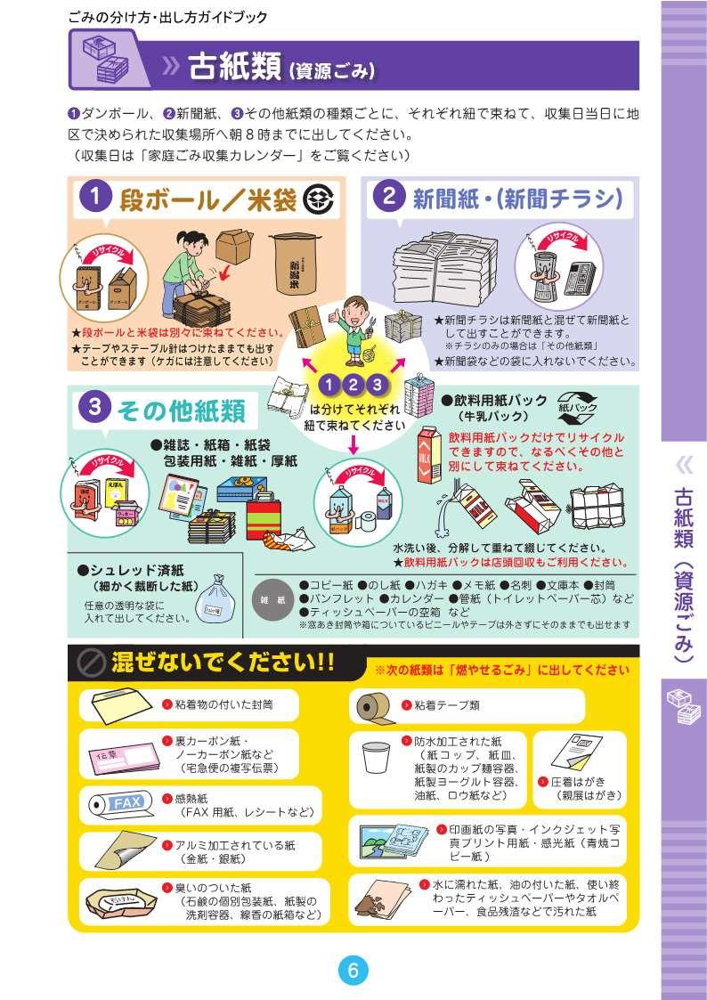 ごみの分け方・出し方ガイドブック
古紙類 (資源ごみ)
❶ダンボール、❷新聞紙、❸その他紙類の種類ごとに、それぞれ紐で束ねて、収集日当日に地
区で決められた収集場所へ朝8時までに出してください。
（収集日は「家庭ごみ収集カレンダー」をご覧ください）
1 段ボール／米袋
リサイクル
ダンボール
ダンボール
新潟米
★段ボールと米袋は別々に束ねてください。
★テープやステープル針はつけたままでも出す
ことができます（ケガには注意してください）
2 新聞紙・(新聞チラシ)
リサイクル
★新聞チラシは新聞紙と混ぜて新聞紙と
して出すことができます。
※チラシのみの場合は「その他紙類」
★新聞袋などの袋に入れないでください。
1 2 3
は分けてそれぞれ
紐で束ねてください
3 その他紙類
●雑誌・紙箱・紙袋
包装用紙・雑紙・厚紙
リサイクル
えほん
クッキー
リサイクル
MILK
●飲料用紙パック
（牛乳パック）
紙パック
MILK
飲料用紙パックだけでリサイクル
できますので、なるべくその他と
別にして束ねてください。
水洗い後、分解して重ねて綴じてください。
★飲料用紙パックは店頭回収もご利用ください。
●シュレッド済紙
（細かく裁断した紙）
任意の透明な袋に
入れて出してください。
雑 紙
●コピー紙 ●のし紙 ●ハガキ ●メモ紙 ●名刺 ●文庫本 ●封筒
●パンフレット ●カレンダー ●管紙（トイレットペーパー芯）など
●ティッシュペーパーの空箱 など
※窓あき封筒や箱についているビニールやテープは外さずにそのままでも出せます
混ぜないでください!!
※次の紙類は「燃やせるごみ」に出してください
粘着物の付いた封筒
伝票
裏カーボン紙・
ノーカーボン紙など
（宅急便の複写伝票）
FAX
感熱紙
（FAX 用紙、レシートなど）
アルミ加工されている紙
（金紙・銀紙）
せっけん
臭いのついた紙
（石鹸の個別包装紙、紙製の
洗剤容器、線香の紙箱など）
粘着テープ類
防水加工された紙
（紙コップ、紙皿、
紙製のカップ麺容器、
紙製ヨーグルト容器、
油紙、ロウ紙など）
圧着はがき
（親展はがき）
印画紙の写真・インクジェット写
真プリント用紙・感光紙（青焼コ
ピー紙）
水に濡れた紙、油の付いた紙、使い終
わったティッシュペーパーやタオルペ
ーパー、食品残渣などで汚れた紙
古紙類（資源ごみ）
6